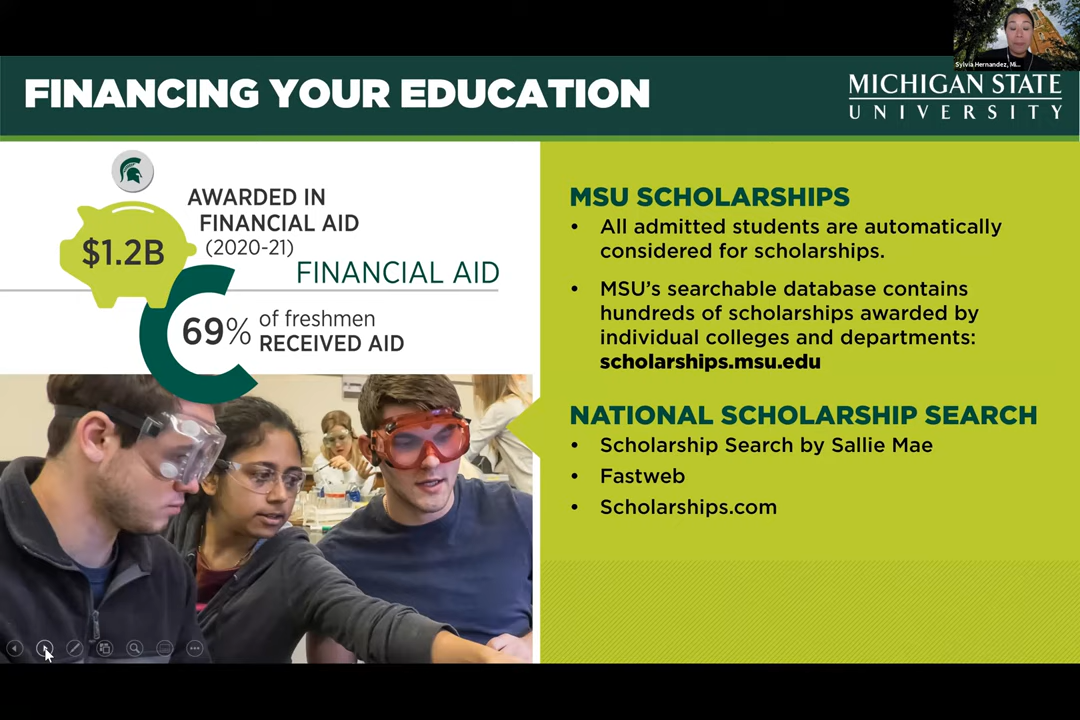 Sylvia Hernandez, Mi...
FINANCING YOUR EDUCATION
MICHIGAN STATE
UNIVERSITY
$1.2B
AWARDED IN
FINANCIAL AID
(2020-21)
FINANCIAL AID
69% of freshmen
RECEIVED AID
MSU SCHOLARSHIPS
• All admitted students are automatically
considered for scholarships.
• MSU’s searchable database contains
hundreds of scholarships awarded by
individual colleges and departments:
scholarships.msu.edu
NATIONAL SCHOLARSHIP SEARCH
• Scholarship Search by Sallie Mae
• Fastweb
• Scholarships.com